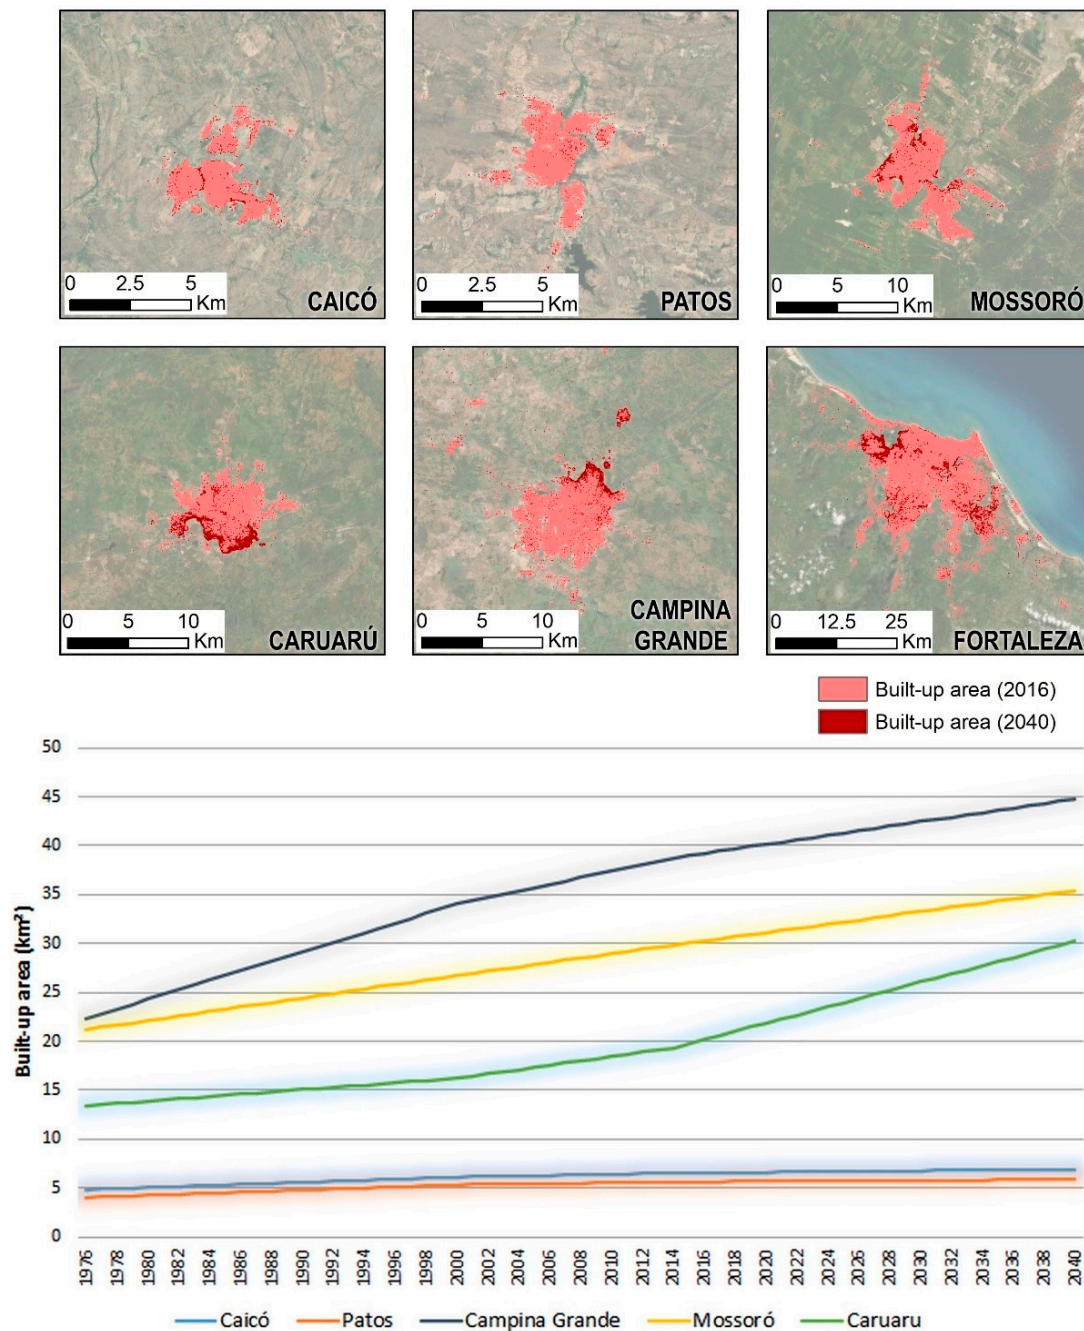 0 2.5 5
Km
CAICÓ
0 2.5 5
Km
PATOS
0 5 10
Km
MOSSORÓ
0 5 10
Km
CARUARÚ
0 5 10
Km
CAMPINA
GRANDE
0 12.5 25
Km
FORTALEZA
Built-up area (2016)
Built-up area (2040)
Built-up area (km²)
50
45
40
35
30
25
20
15
10
5
0
1976 1978 1980 1982 1984 1986 1988 1990 1992 1994 1996 1998 2000 2002 2004 2006 2008 2010 2012 2014 2016 2018 2020 2022 2024 2026 2028 2030 2032 2034 2036 2038 2040
Caicó Patos Campina Grande Mossoró Caruaru